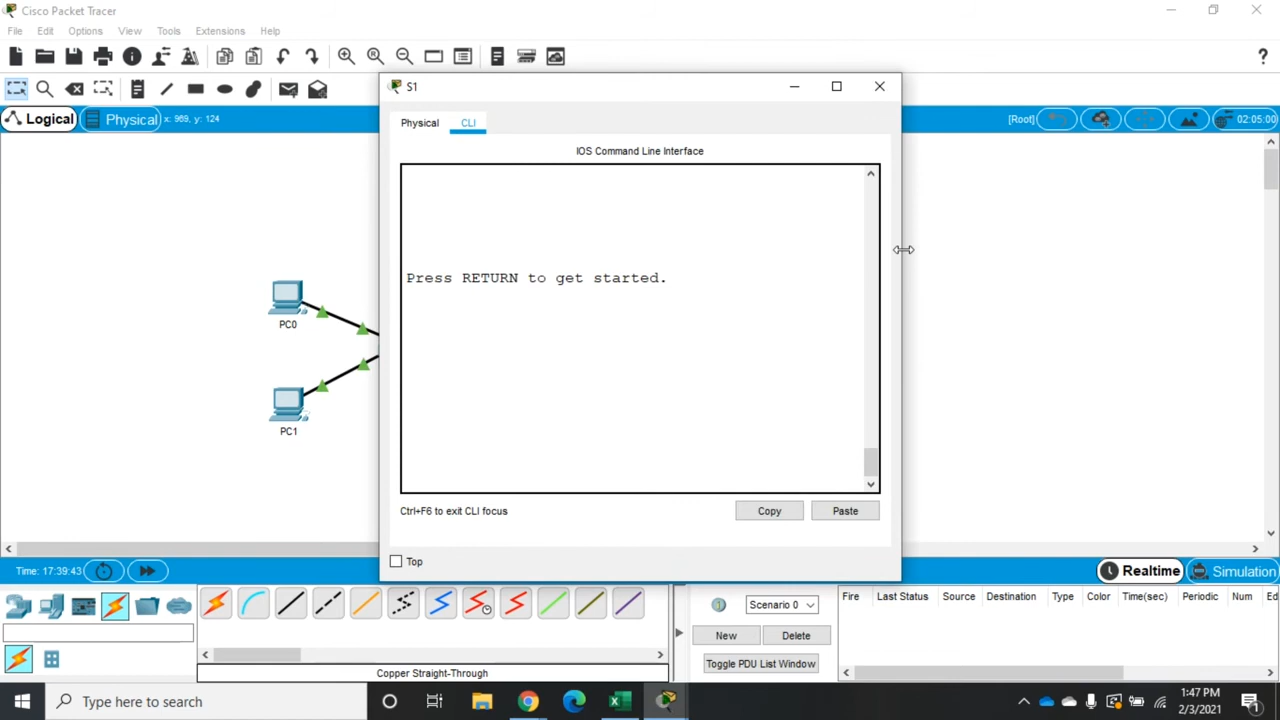 Cisco Packet Tracer
File Edit Options View Tools Extensions Help
?
Logical Physical x: 969, y: 124 [Root] 02:05:00
S1
Physical CLI
IOS Command Line Interface
Press RETURN to get started.
Ctrl+F6 to exit CLI focus Copy Paste
Top
PC0
PC1
Time: 17:39:43 Realtime Simulation
Scenario 0
New Delete
Toggle PDU List Window
Fire Last Status Source Destination Type Color Time(sec) Periodic Num Ed
Copper Straight-Through
Type here to search
1:47 PM
2/3/2021
1